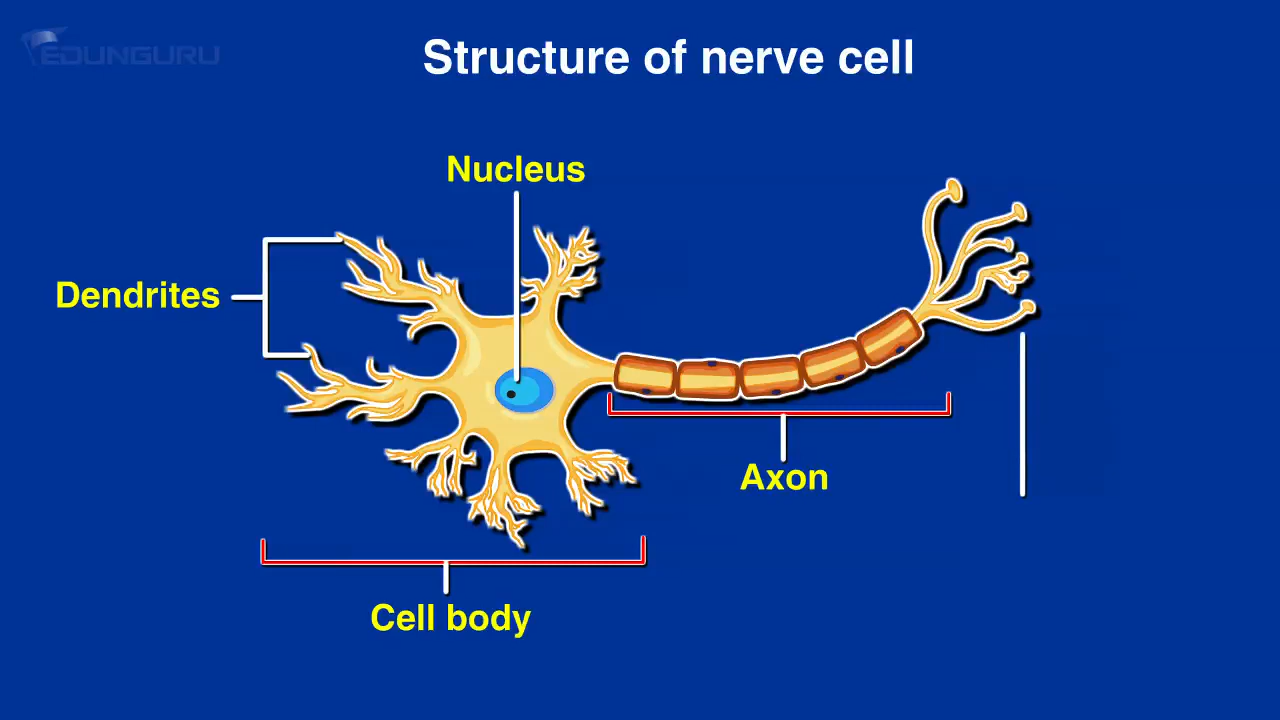 EDUNGURU
Structure of nerve cell
Nucleus
Dendrites
Axon
Cell body